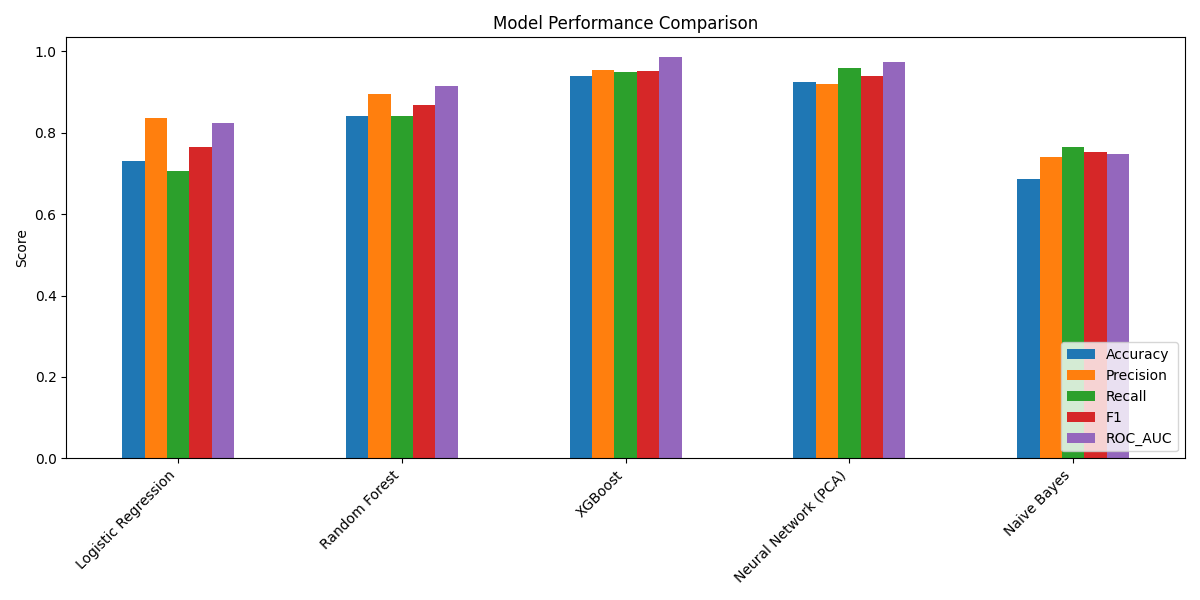 Model Performance Comparison
1.0
0.8
0.6
0.4
0.2
0.0
Score
Logistic Regression
Random Forest
XGBoost
Neural Network (PCA)
Naive Bayes
Accuracy
Precision
Recall
F1
ROC_AUC